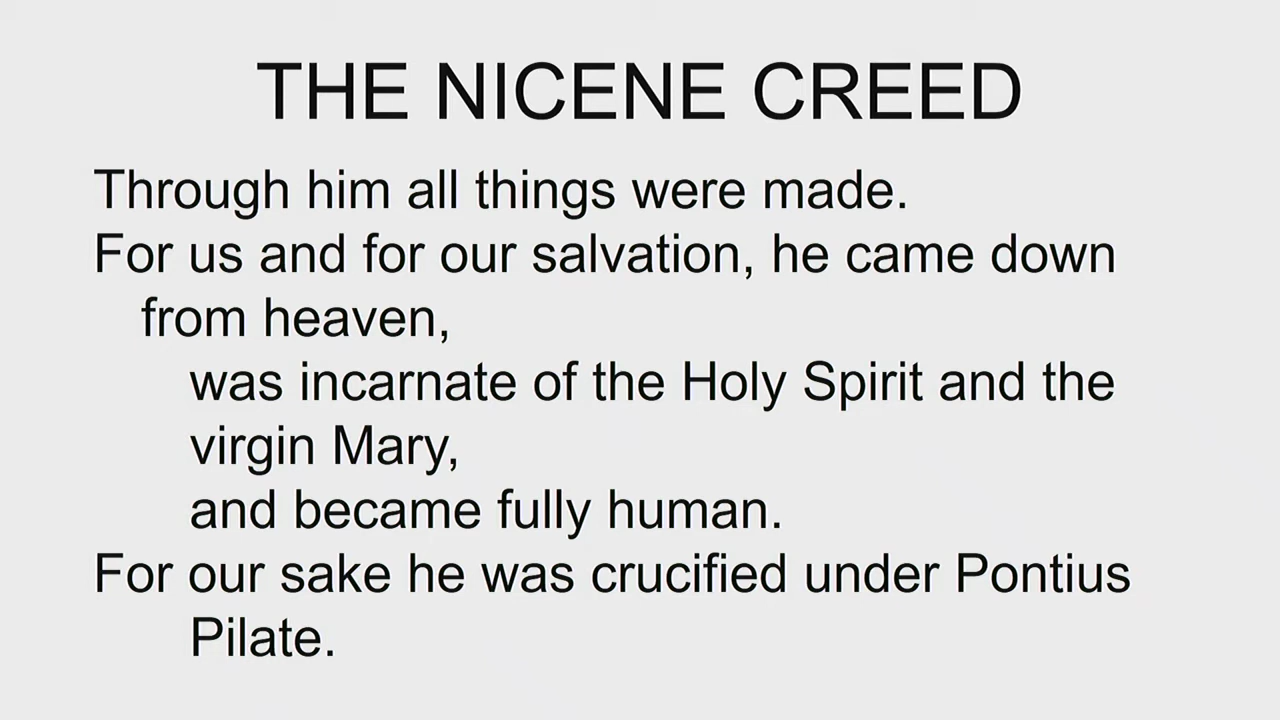 THE NICENE CREED
Through him all things were made.
For us and for our salvation, he came down
from heaven,
was incarnate of the Holy Spirit and the
virgin Mary,
and became fully human.
For our sake he was crucified under Pontius
Pilate.